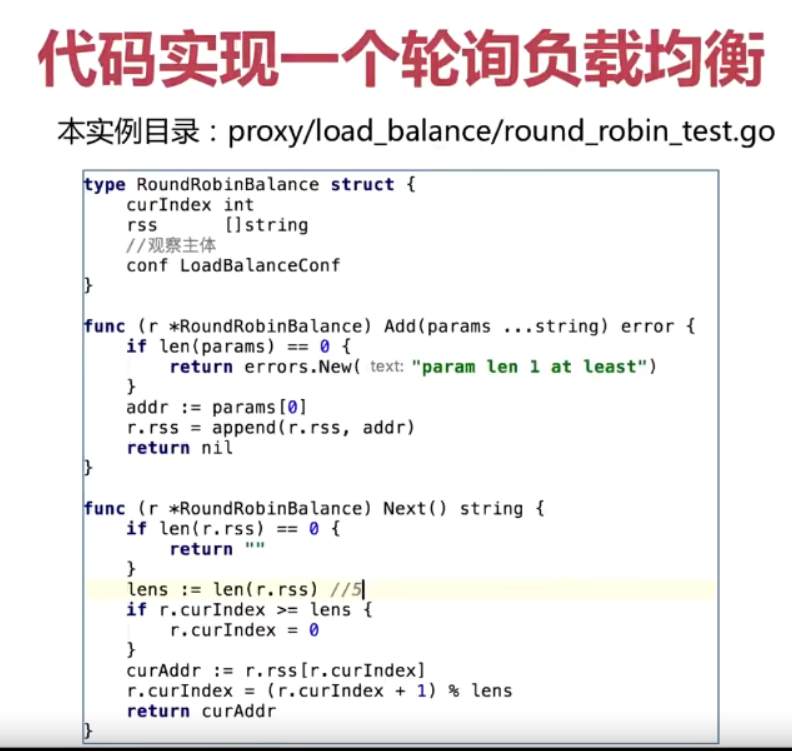 代码实现一个轮询负载均衡
本实例目录：proxy/load_balance/round_robin_test.go
type RoundRobinBalance struct {
    curIndex int
    rss      []string
    //观察主体
    conf LoadBalanceConf
}
func (r *RoundRobinBalance) Add(params ...string) error {
    if len(params) == 0 {
        return errors.New( text: "param len 1 at least")
    }
    addr := params[0]
    r.rss = append(r.rss, addr)
    return nil
}
func (r *RoundRobinBalance) Next() string {
    if len(r.rss) == 0 {
        return ""
    }
    lens := len(r.rss) //5
    if r.curIndex >= lens {
        r.curIndex = 0
    }
    curAddr := r.rss[r.curIndex]
    r.curIndex = (r.curIndex + 1) % lens
    return curAddr
}